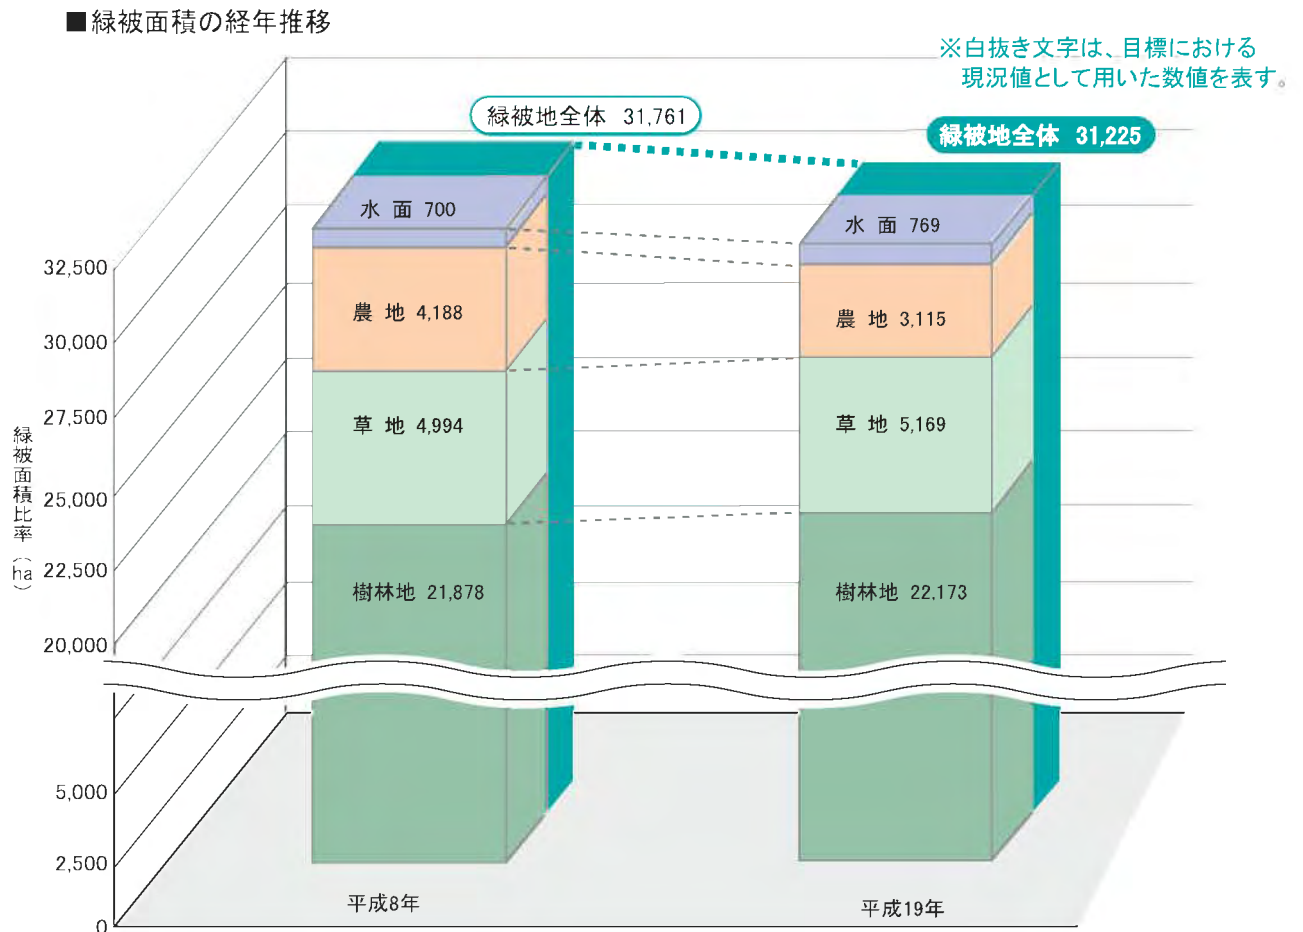 ■緑被面積の経年推移
※白抜き文字は、目標における
現況値として用いた数値を表す。
緑被地全体 31,761
緑被地全体 31,225
水 面 700
水 面 769
農 地 4,188
農 地 3,115
草 地 4,994
草 地 5,169
樹林地 21,878
樹林地 22,173
緑被面積比率(ha)
32,500
30,000
27,500
25,000
22,500
20,000
5,000
2,500
0
平成8年
平成19年